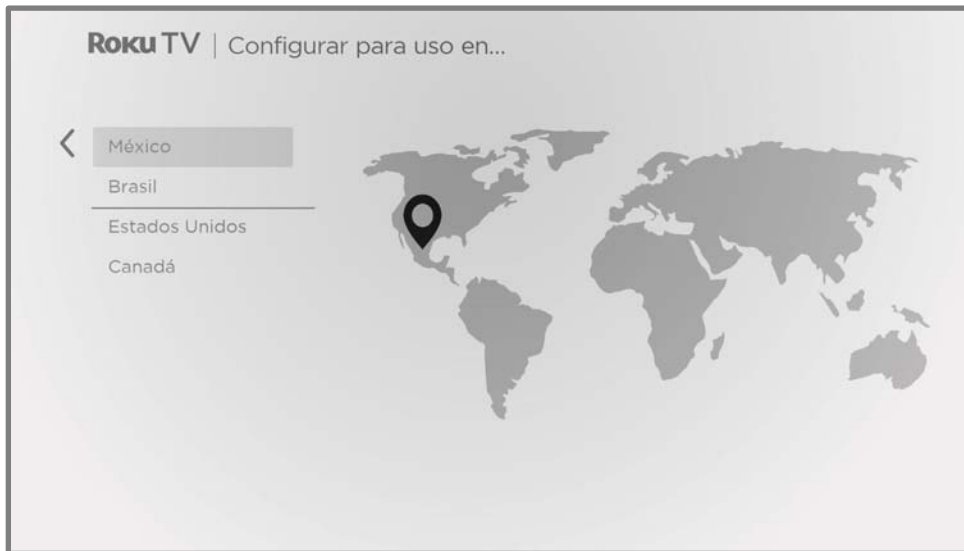 Roku TV | Configurar para uso en...
México
Brasil
Estados Unidos
Canadá